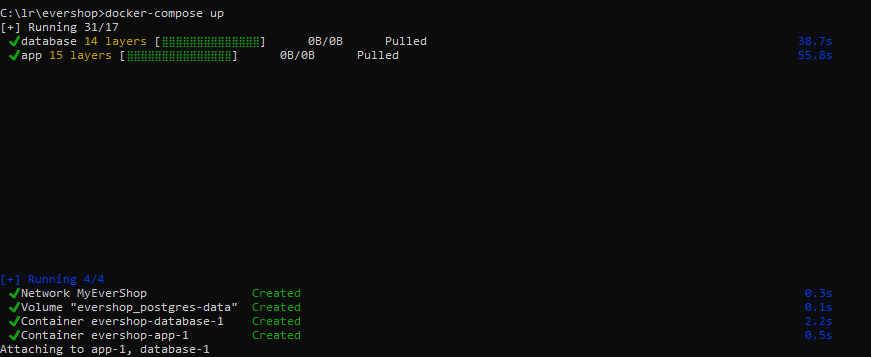 C:\lr\evershop>docker-compose up
[+] Running 31/17
✔database 14 layers [⣿⣿⣿⣿⣿⣿⣿⣿⣿⣿⣿⣿⣿⣿] 0B/0B Pulled 38.7s
✔app 15 layers [⣿⣿⣿⣿⣿⣿⣿⣿⣿⣿⣿⣿⣿⣿⣿] 0B/0B Pulled 55.8s
[+] Running 4/4
✔Network MyEverShop Created 0.3s
✔Volume "evershop_postgres-data" Created 0.1s
✔Container evershop-database-1 Created 2.2s
✔Container evershop-app-1 Created 0.5s
Attaching to app-1, database-1